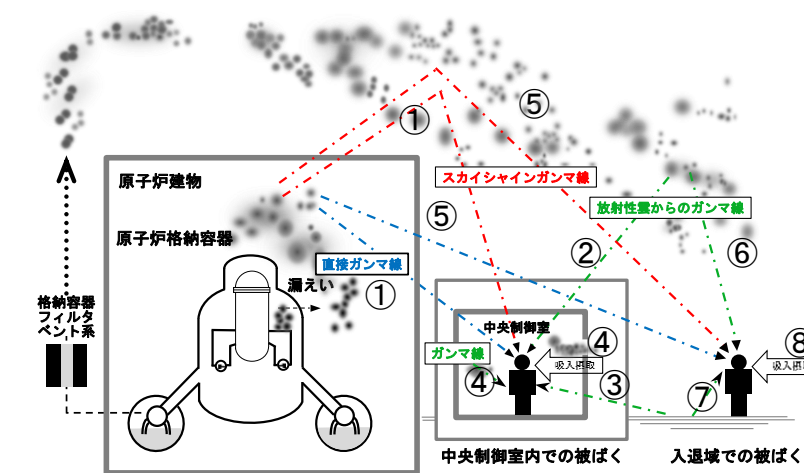 ①
⑤
原子炉建物
スカイシャインガンマ線
放射性雲からのガンマ線
⑤
原子炉格納容器
②
⑥
直接ガンマ線
漏えい
①
格納容器
フィルタ
ベント系
中央制御室
④
⑧
ガンマ線
吸入摂取
吸入摂取
④
③
⑦
中央制御室内での被ばく
入退域での被ばく